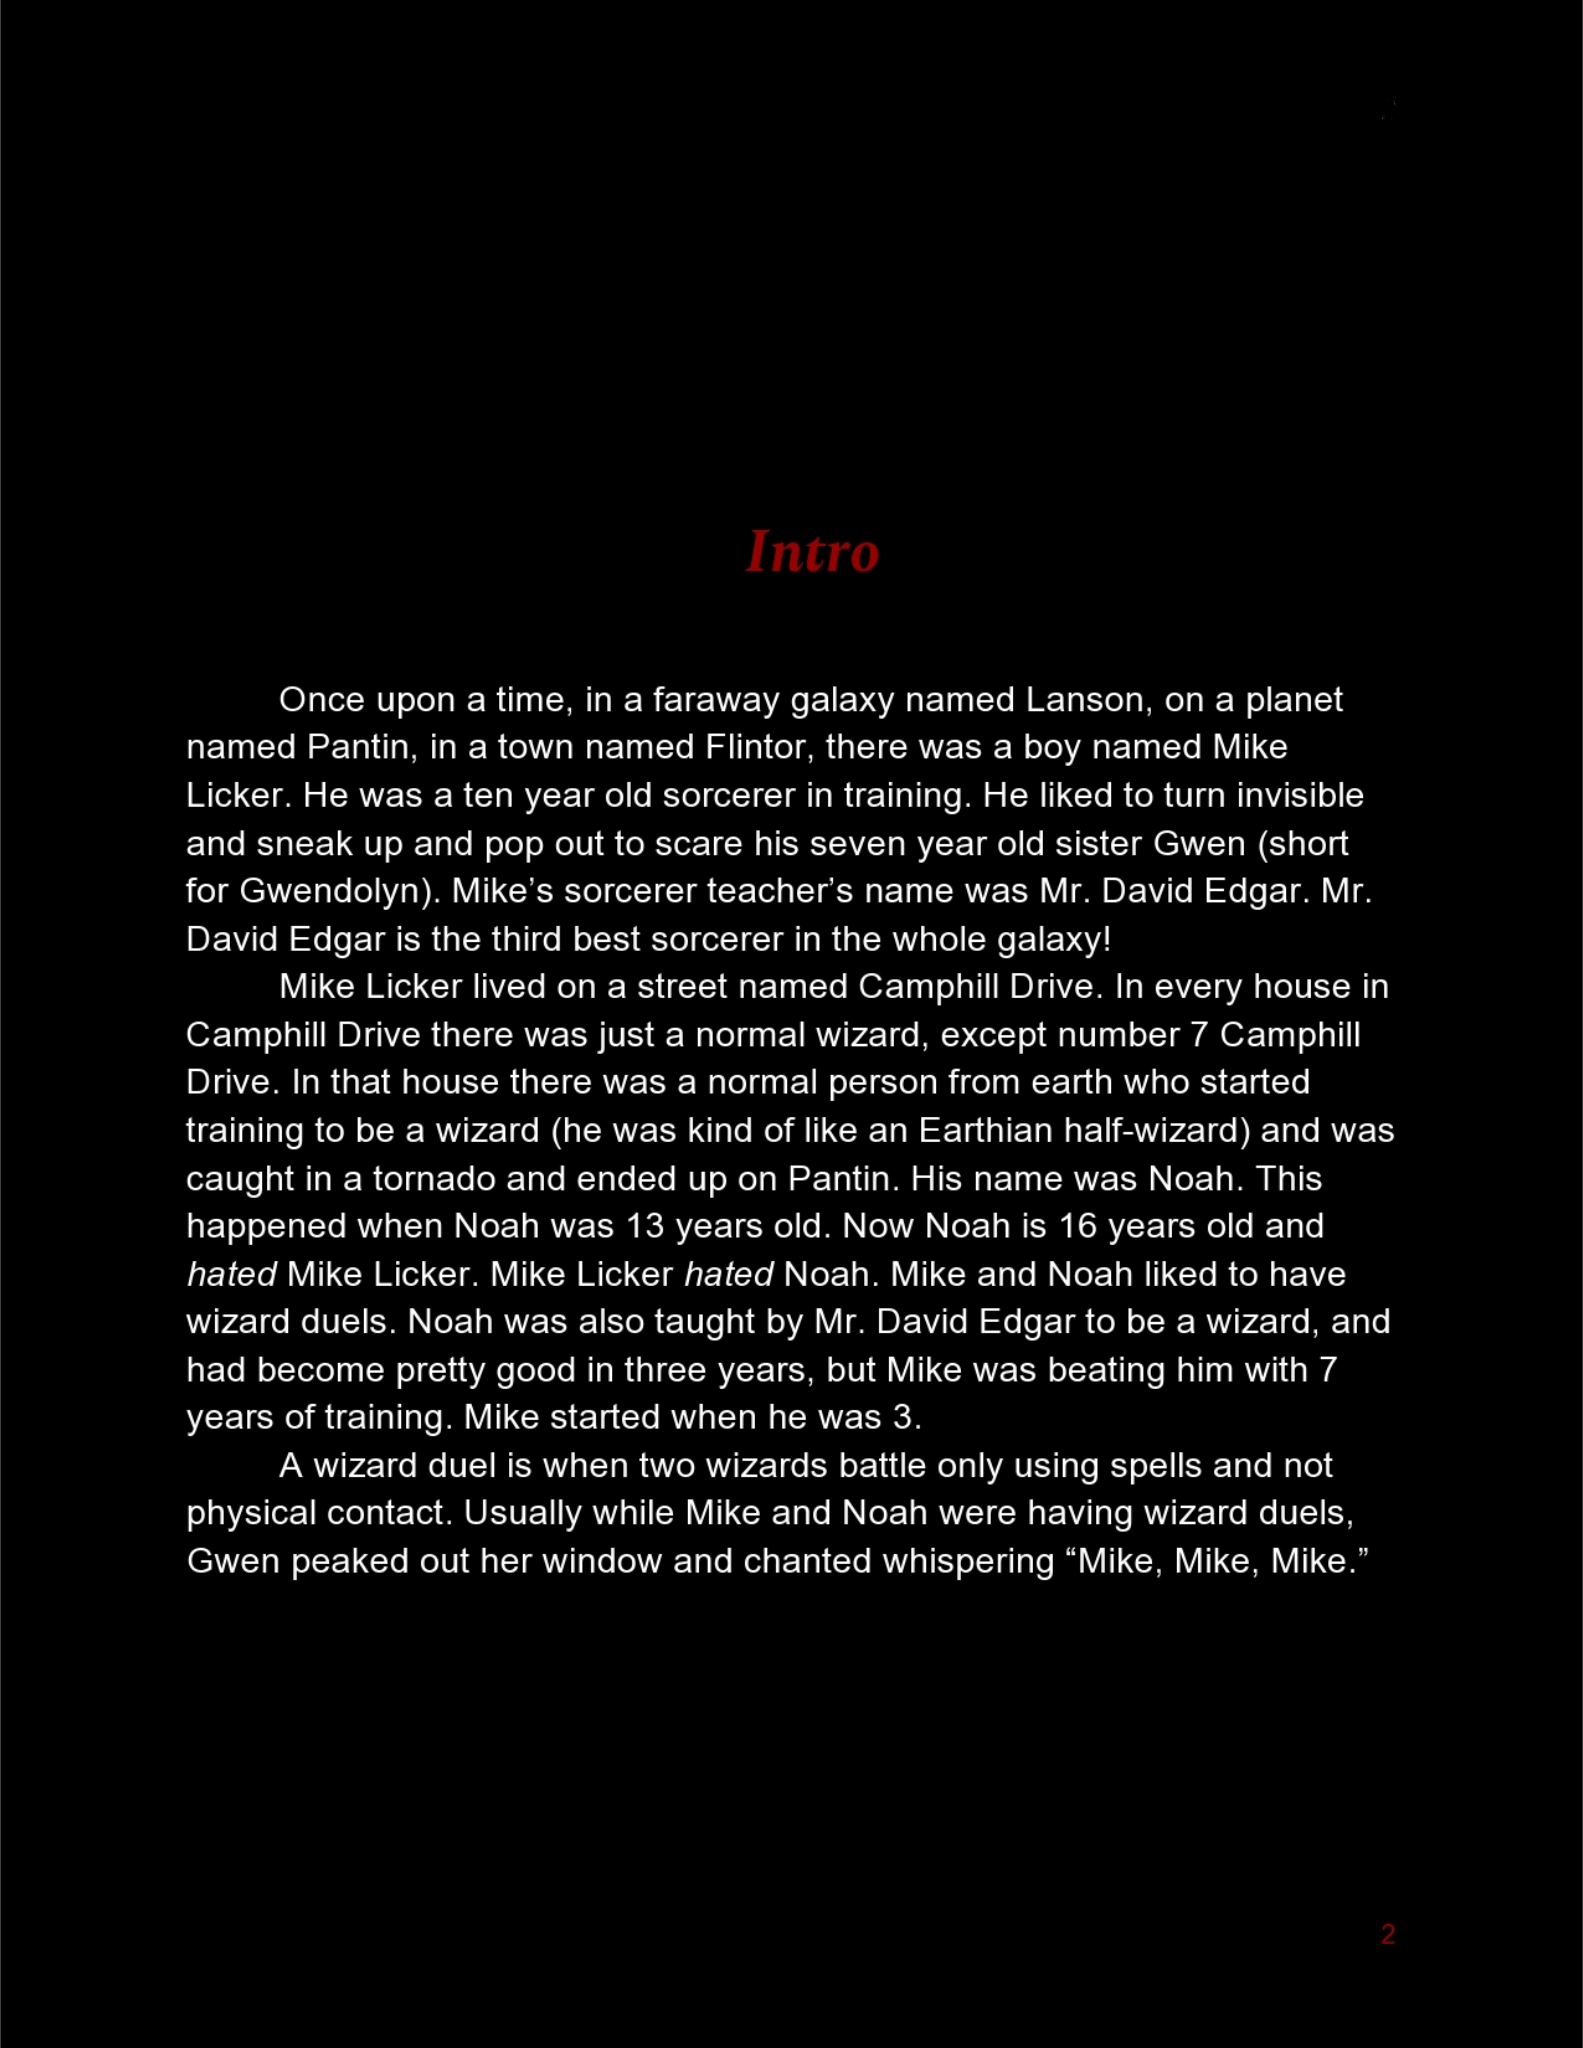 Intro
Once upon a time, in a faraway galaxy named Lanson, on a planet
named Pantin, in a town named Flintor, there was a boy named Mike
Licker. He was a ten year old sorcerer in training. He liked to turn invisible
and sneak up and pop out to scare his seven year old sister Gwen (short
for Gwendolyn). Mike’s sorcerer teacher’s name was Mr. David Edgar. Mr.
David Edgar is the third best sorcerer in the whole galaxy!
Mike Licker lived on a street named Camphill Drive. In every house in
Camphill Drive there was just a normal wizard, except number 7 Camphill
Drive. In that house there was a normal person from earth who started
training to be a wizard (he was kind of like an Earthian half-wizard) and was
caught in a tornado and ended up on Pantin. His name was Noah. This
happened when Noah was 13 years old. Now Noah is 16 years old and
hated Mike Licker. Mike Licker hated Noah. Mike and Noah liked to have
wizard duels. Noah was also taught by Mr. David Edgar to be a wizard, and
had become pretty good in three years, but Mike was beating him with 7
years of training. Mike started when he was 3.
A wizard duel is when two wizards battle only using spells and not
physical contact. Usually while Mike and Noah were having wizard duels,
Gwen peaked out her window and chanted whispering “Mike, Mike, Mike.”
2